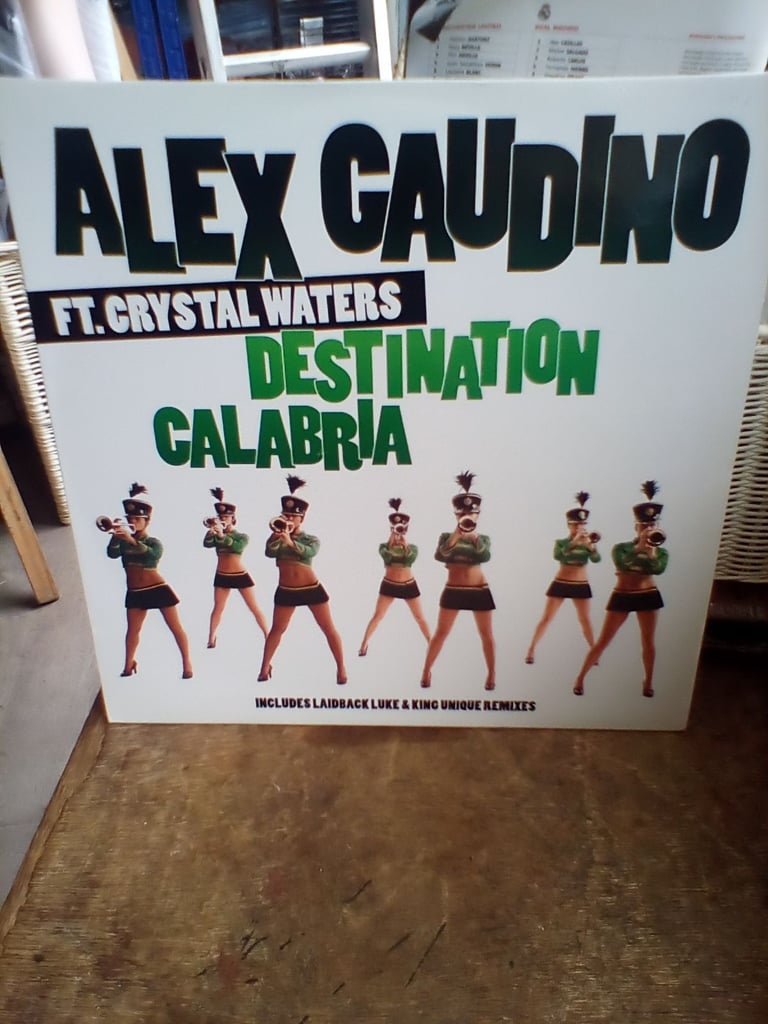 ALEX GAUDINO
FT. CRYSTAL WATERS
DESTINATION
CALABRIA
INCLUDES LAIDBACK LUKE & KING UNIQUE REMIXES